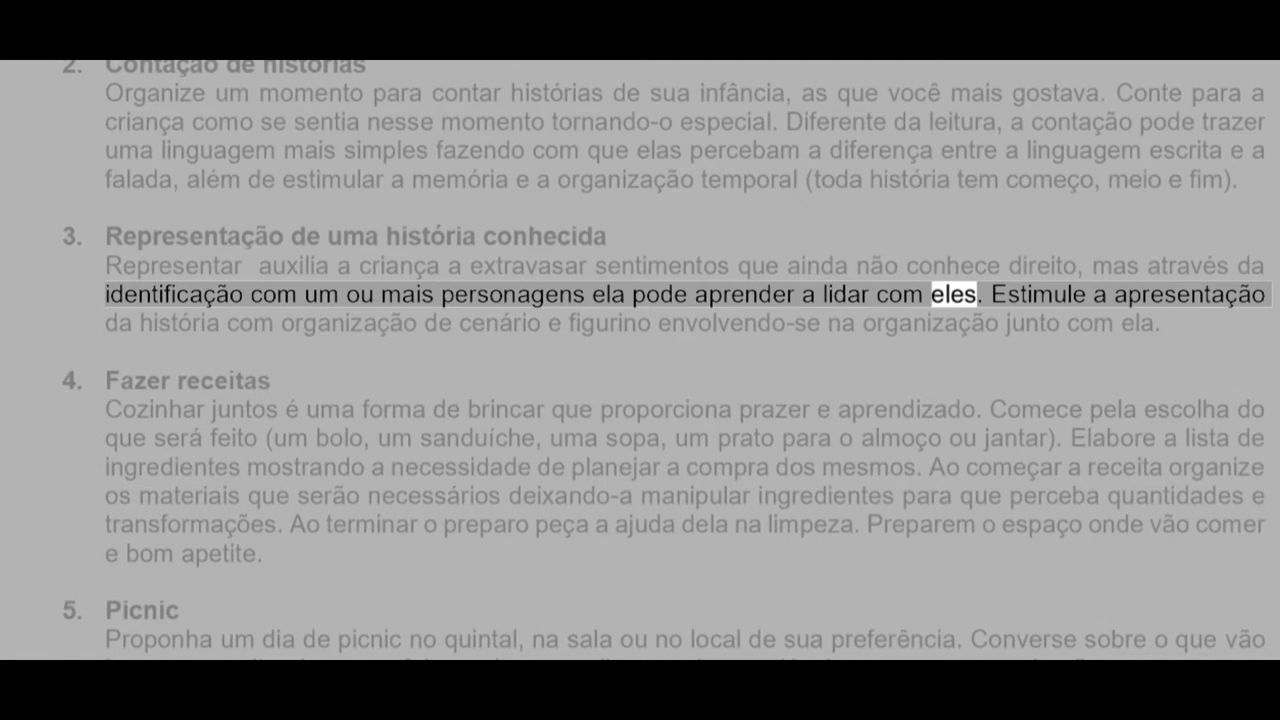 2. Contação de histórias
Organize um momento para contar histórias de sua infância, as que você mais gostava. Conte para a
criança como se sentia nesse momento tornando-o especial. Diferente da leitura, a contação pode trazer
uma linguagem mais simples fazendo com que elas percebam a diferença entre a linguagem escrita e a
falada, além de estimular a memória e a organização temporal (toda história tem começo, meio e fim).
3. Representação de uma história conhecida
Representar auxilia a criança a extravasar sentimentos que ainda não conhece direito, mas através da
identificação com um ou mais personagens ela pode aprender a lidar com eles. Estimule a apresentação
da história com organização de cenário e figurino envolvendo-se na organização junto com ela.
4. Fazer receitas
Cozinhar juntos é uma forma de brincar que proporciona prazer e aprendizado. Comece pela escolha do
que será feito (um bolo, um sanduíche, uma sopa, um prato para o almoço ou jantar). Elabore a lista de
ingredientes mostrando a necessidade de planejar a compra dos mesmos. Ao começar a receita organize
os materiais que serão necessários deixando-a manipular ingredientes para que perceba quantidades e
transformações. Ao terminar o preparo peça a ajuda dela na limpeza. Preparem o espaço onde vão comer
e bom apetite.
5. Picnic
Proponha um dia de picnic no quintal, na sala ou no local de sua preferência. Converse sobre o que vão